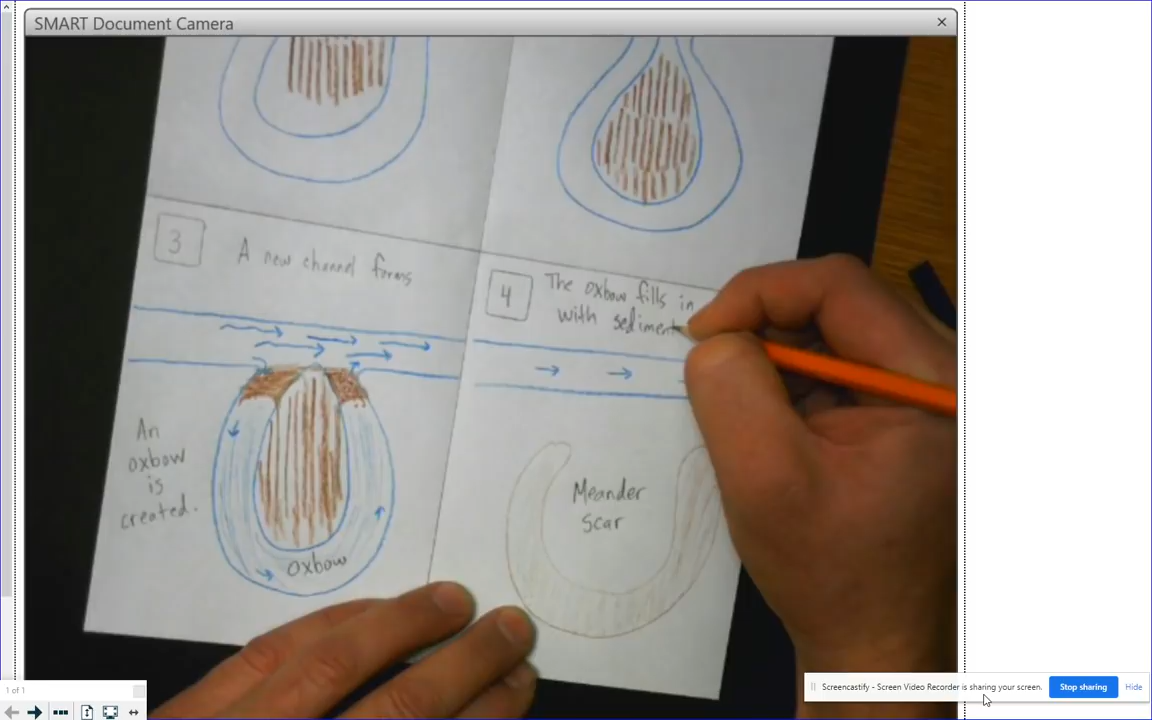 SMART Document Camera
3
A new channel forms
An
oxbow
is
created.
oxbow
4
The oxbow fills in
with sediment
Meander
scar
1 of 1
Screencastify - Screen Video Recorder is sharing your screen.
Stop sharing
Hide